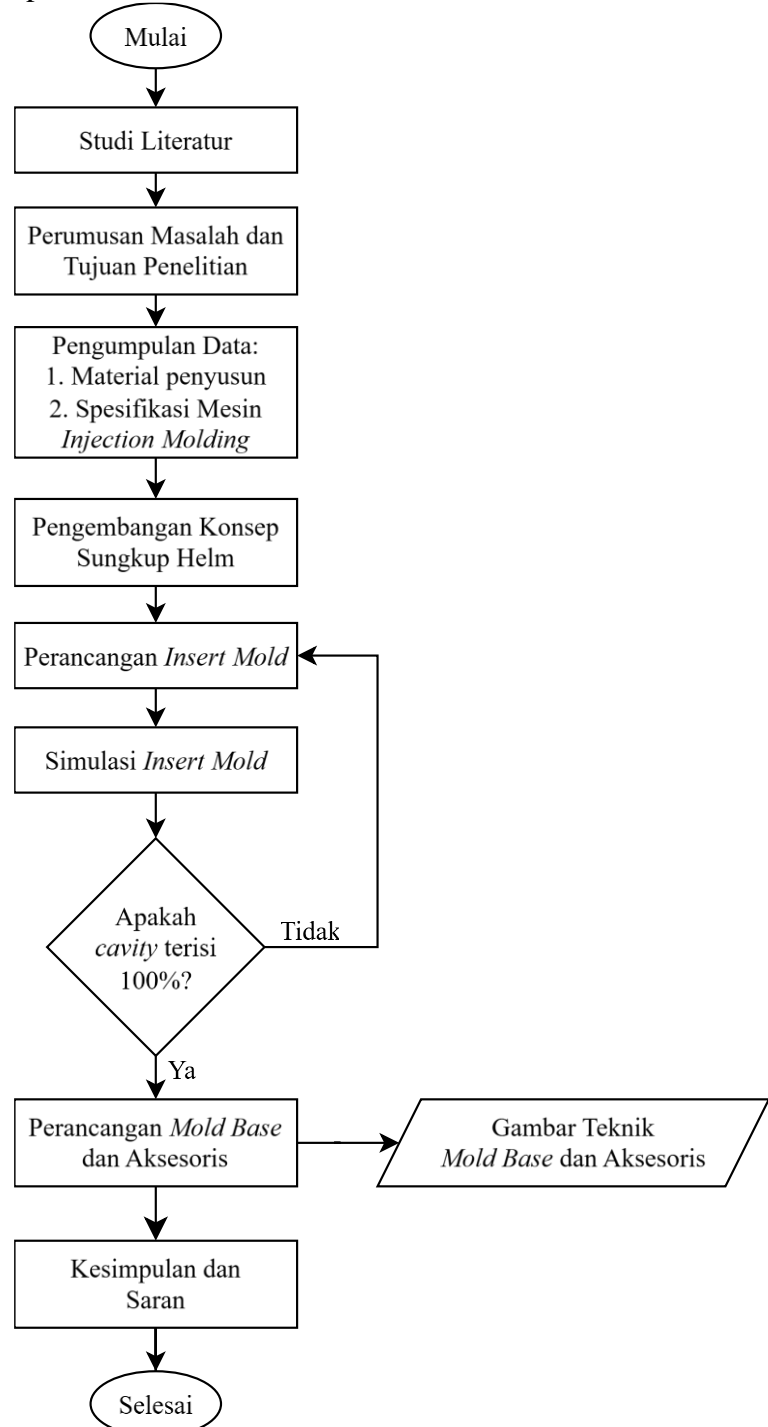 Mulai
Studi Literatur
Perumusan Masalah dan
Tujuan Penelitian
Pengumpulan Data:
1. Material penyusun
2. Spesifikasi Mesin
Injection Molding
Pengembangan Konsep
Sungkup Helm
Perancangan Insert Mold
Simulasi Insert Mold
Apakah
cavity terisi
100%?
Tidak
Ya
Perancangan Mold Base
dan Aksesoris
Gambar Teknik
Mold Base dan Aksesoris
Kesimpulan dan
Saran
Selesai